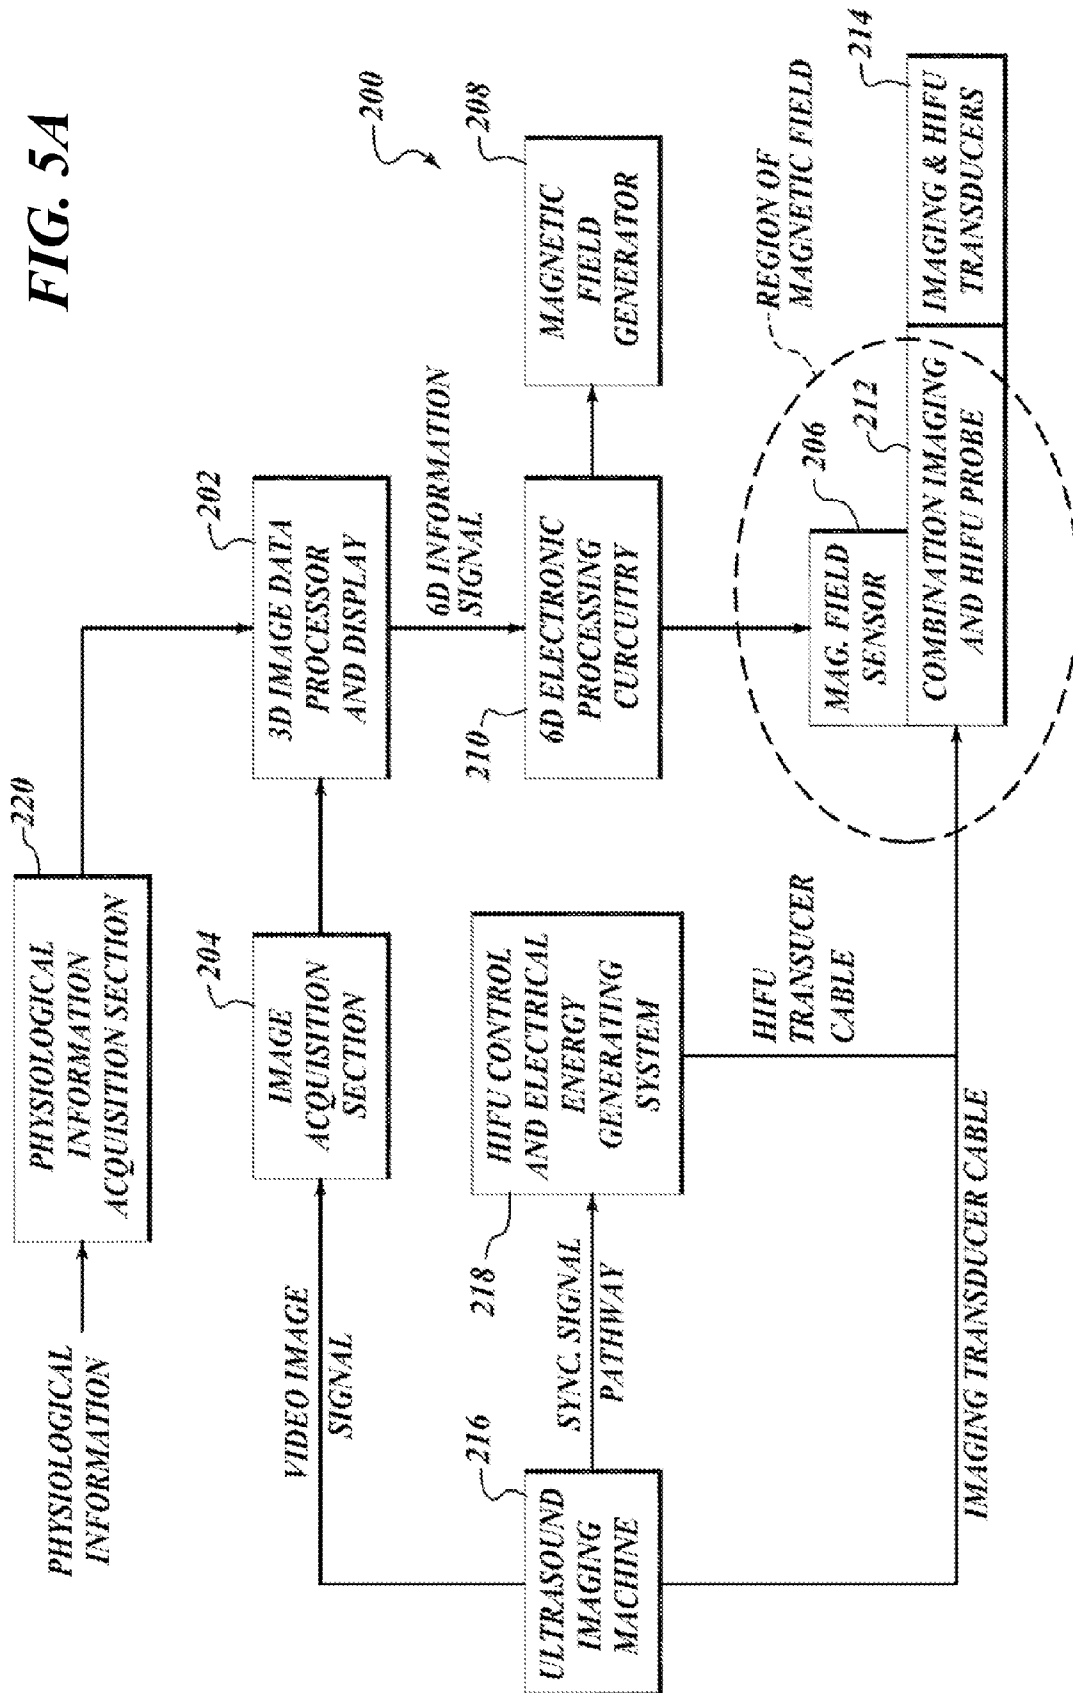 FIG. 5A
PHYSIOLOGICAL
INFORMATION
220
PHYSIOLOGICAL
INFORMATION
ACQUISITION SECTION
VIDEO IMAGE
SIGNAL
204
IMAGE
ACQUISITION
SECTION
202
3D IMAGE DATA
PROCESSOR
AND DISPLAY
200
6D INFORMATION
SIGNAL
216
ULTRASOUND
IMAGING
MACHINE
SYNC. SIGNAL
PATHWAY
218
HIFU CONTROL
AND ELECTRICAL
ENERGY
GENERATING
SYSTEM
210
6D ELECTRONIC
PROCESSING
CURCUITRY
208
MAGNETIC
FIELD
GENERATOR
HIFU
TRANSUCER
CABLE
REGION OF
MAGNETIC FIELD
206
MAG. FIELD
SENSOR
212
COMBINATION IMAGING
AND HIFU PROBE
214
IMAGING & HIFU
TRANSDUCERS
IMAGING TRANSDUCER CABLE